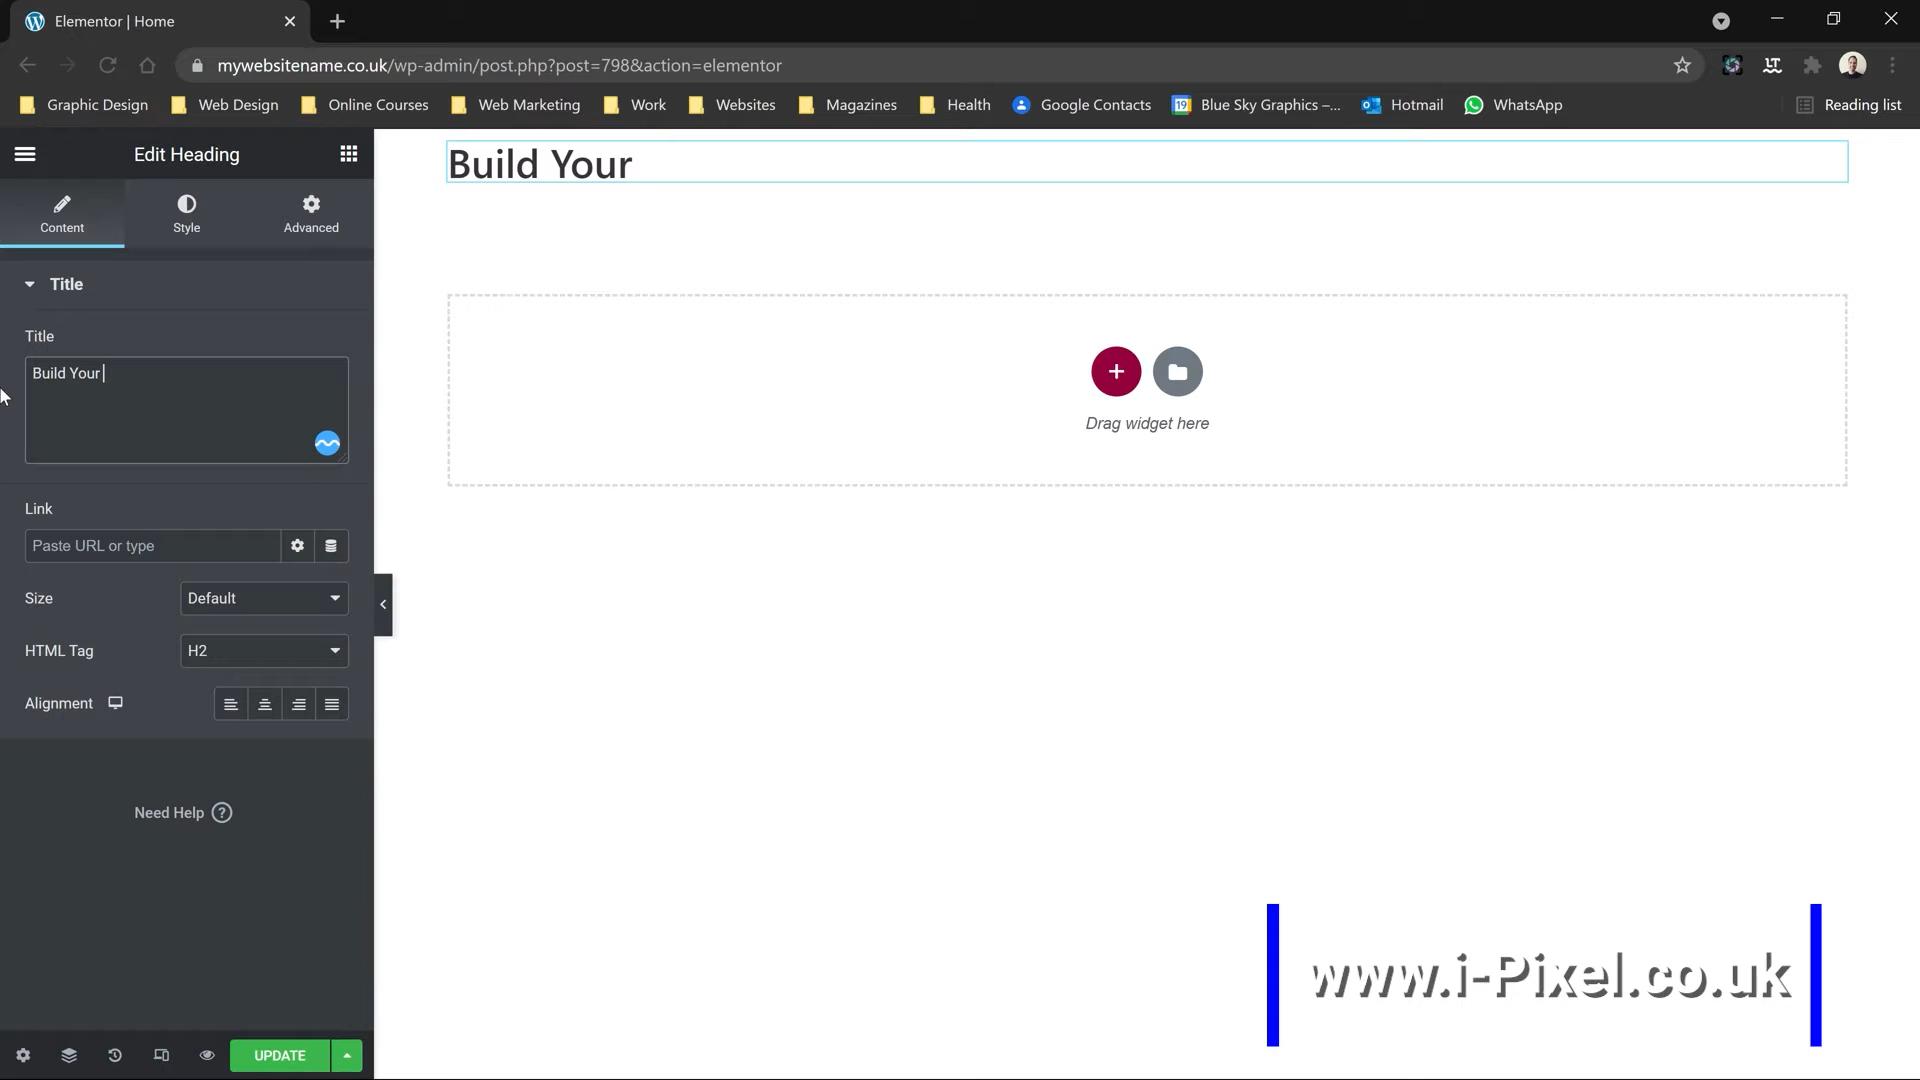 Elementor | Home
mywebsitename.co.uk/wp-admin/post.php?post=798&action=elementor
Graphic Design
Web Design
Online Courses
Web Marketing
Work
Websites
Magazines
Health
Google Contacts
19
Blue Sky Graphics –...
Hotmail
WhatsApp
Reading list
Edit Heading
Content
Style
Advanced
Title
Title
Build Your
Link
Paste URL or type
Size
Default
HTML Tag
H2
Alignment
Need Help
UPDATE
Build Your
Drag widget here
www.i-Pixel.co.uk